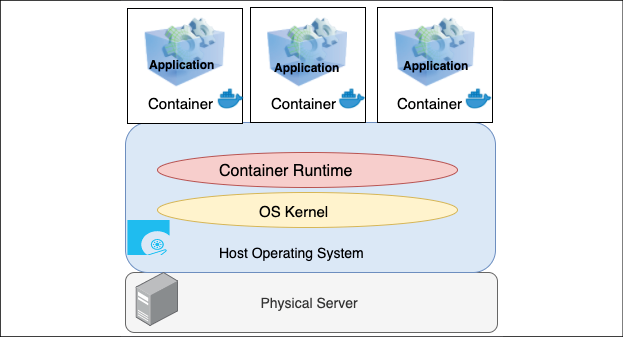 Application
Container
Application
Container
Application
Container
Container Runtime
OS Kernel
Host Operating System
Physical Server